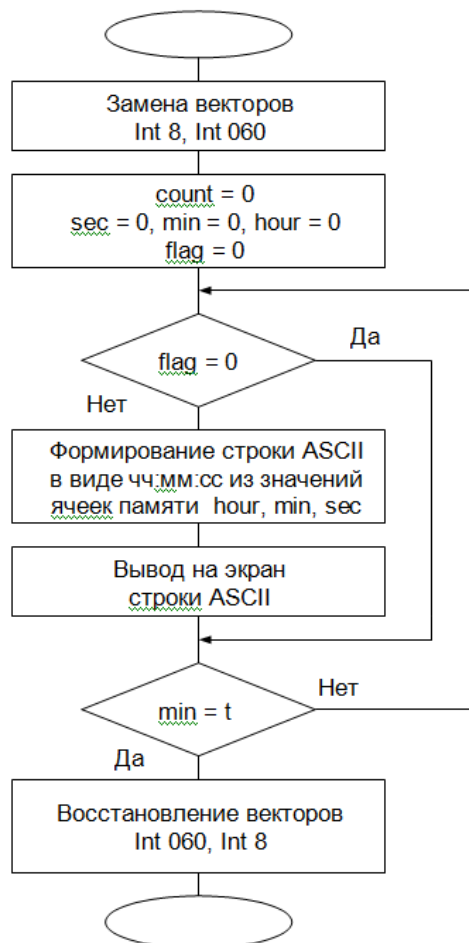 Замена векторов
Int 8, Int 060
count = 0
sec = 0, min = 0, hour = 0
flag = 0
Да
flag = 0
Нет
Формирование строки ASCII
в виде чч:мм:сс из значений
ячеек памяти hour, min, sec
Вывод на экран
строки ASCII
Нет
min = t
Да
Восстановление векторов
Int 060, Int 8